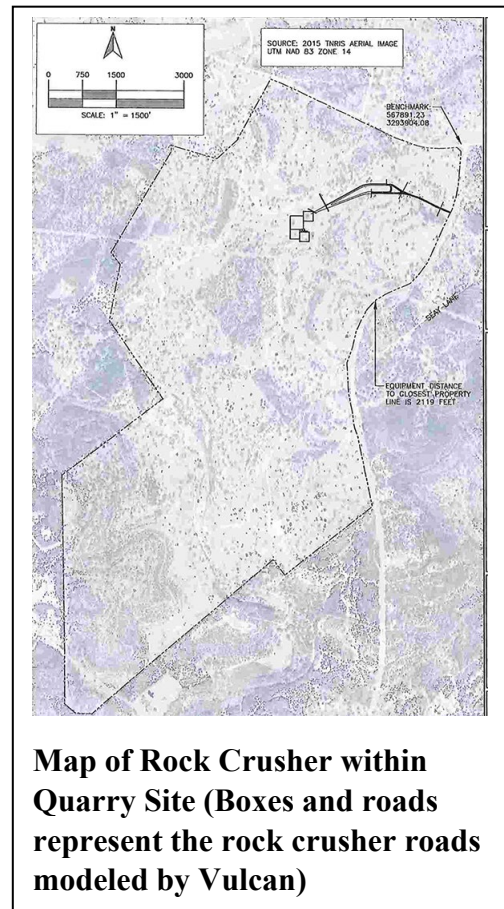 N
0 750 1500 3000
SCALE: 1" = 1500'
SOURCE: 2015 TNRIS AERIAL IMAGE
UTM NAD 83 ZONE 14
BENCHMARK:
567891.23
3293904.08
SEAY LANE
EQUIPMENT DISTANCE
TO CLOSEST PROPERTY
LINE IS 2119 FEET
Map of Rock Crusher within
Quarry Site (Boxes and roads
represent the rock crusher roads
modeled by Vulcan)